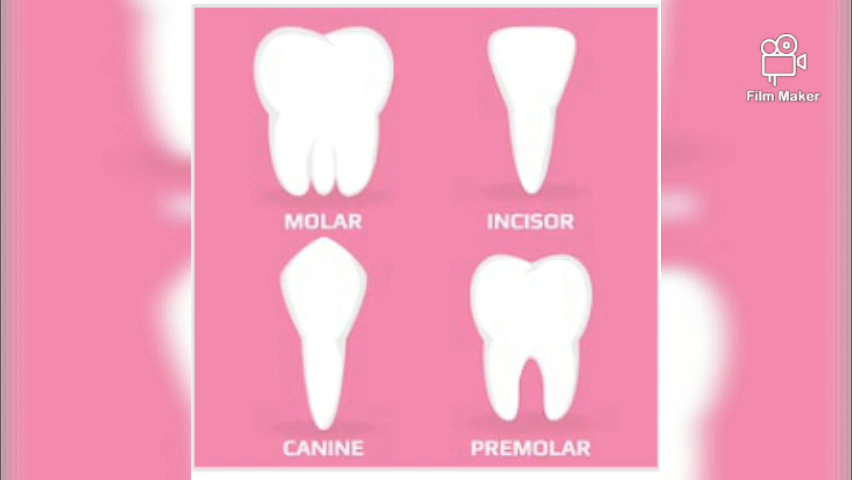 Film Maker
MOLAR
INCISOR
CANINE
PREMOLAR